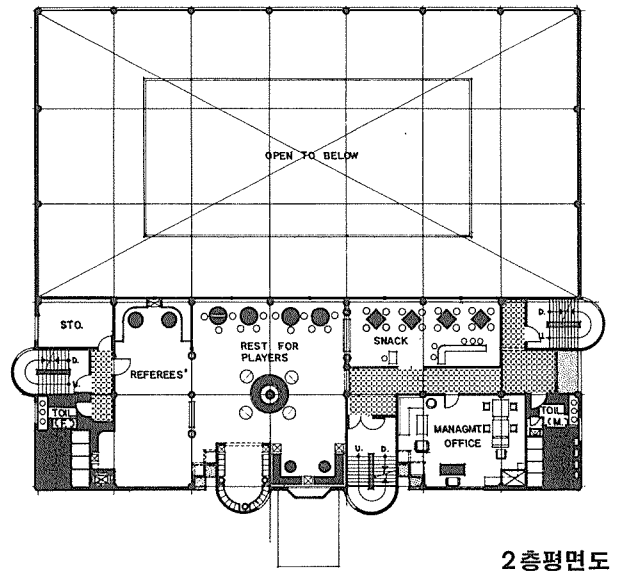 OPEN TO BELOW
STO.
REST FOR
PLAYERS
SNACK
D.
U.
REFEREES'
D.
U.
TOIL
(F.)
MANAGMT
OFFICE
TOIL
(M.)
U.
D.
2층평면도